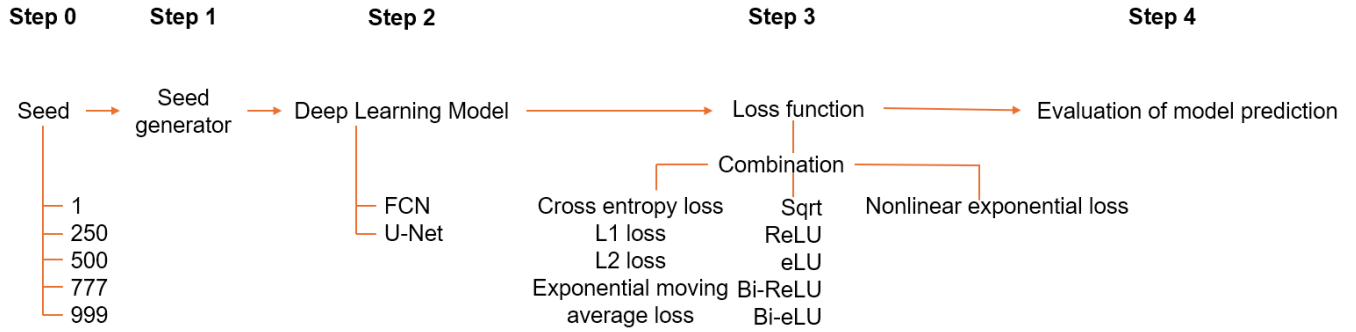 Step 0 Step 1 Step 2 Step 3 Step 4
Seed
Seed
generator
Deep Learning Model
Loss function
Evaluation of model prediction
1
250
500
777
999
FCN
U-Net
Combination
Cross entropy loss
L1 loss
L2 loss
Exponential moving
average loss
Sqrt
ReLU
eLU
Bi-ReLU
Bi-eLU
Nonlinear exponential loss